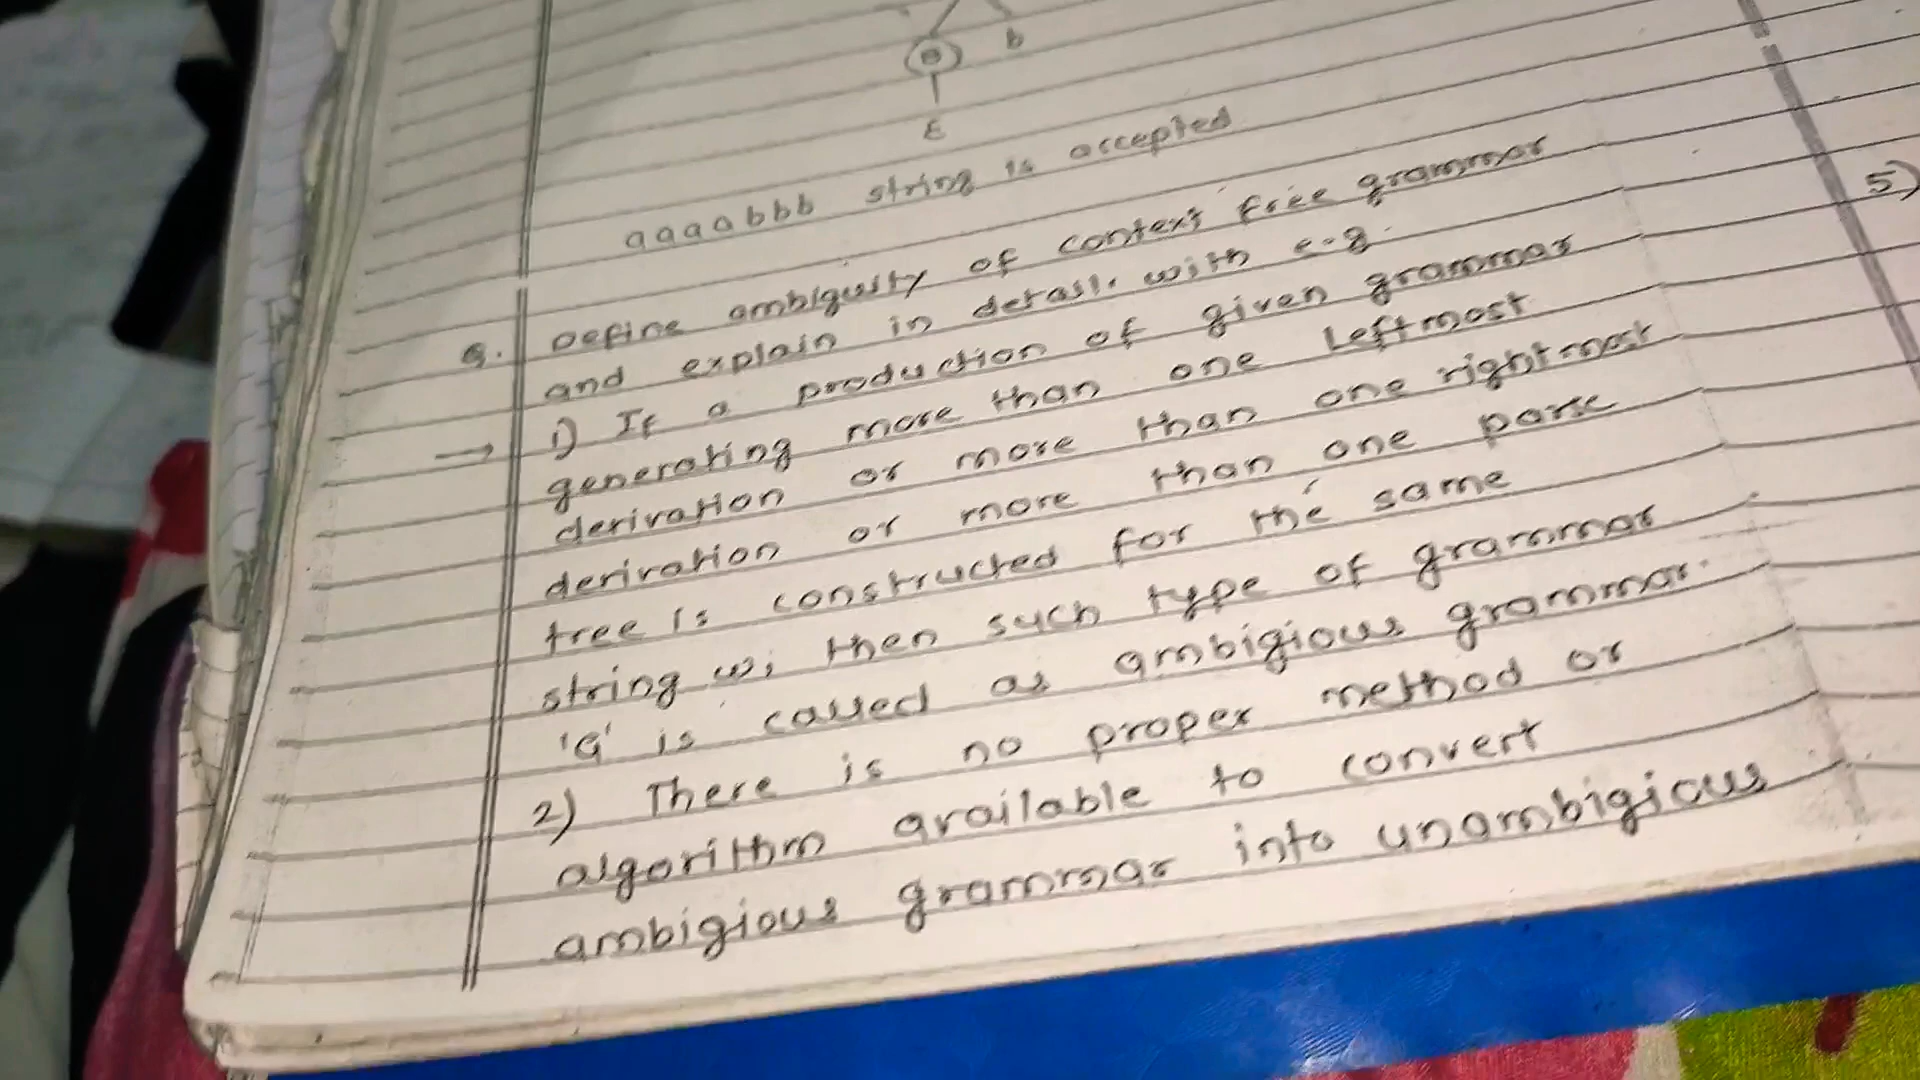 B b
ε
aaaabbb string is accepted
Q. Define ambiguity of context free grammar
and explain in detail. with e.g.
→ 1) If a production of given grammar
generating more than one leftmost
derivation or more than one rightmost
derivation or more than one parse
tree is constructed for the same
string w, then such type of grammar
'G' is called as ambigious grammar.
2) There is no proper method or
algorithm available to convert
ambigious grammar into unambigious
5)